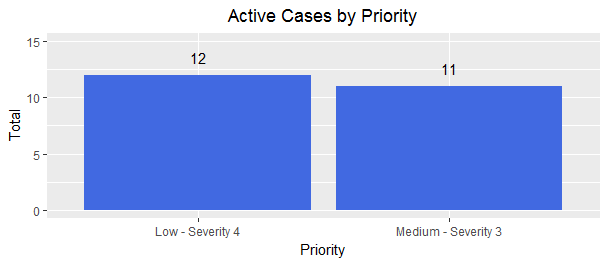 Active Cases by Priority
15
10
5
0
Total
12
11
Low - Severity 4
Medium - Severity 3
Priority